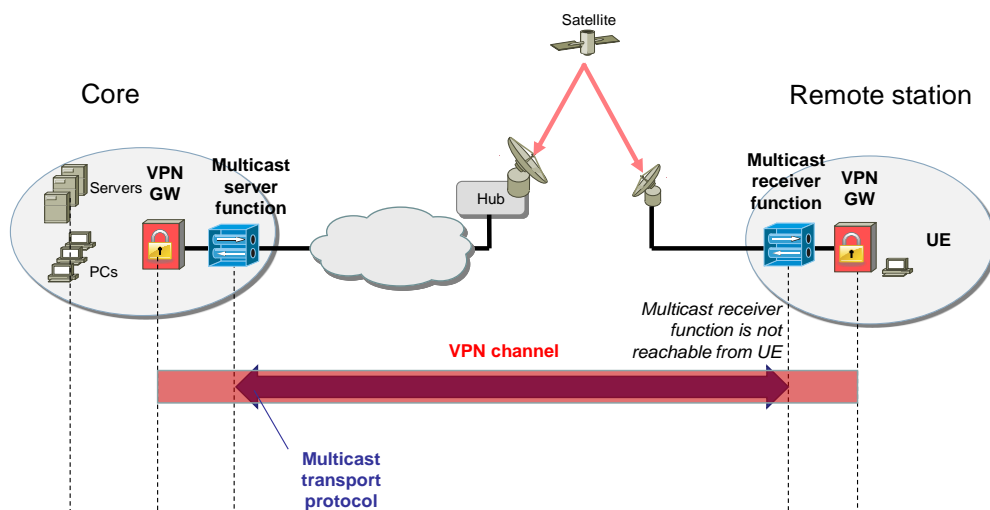 Satellite
Core
Remote station
Servers
VPN
GW
Multicast
server
function
Hub
Multicast
receiver
function
VPN
GW
UE
PCs
Multicast receiver
function is not
reachable from UE
VPN channel
Multicast
transport
protocol